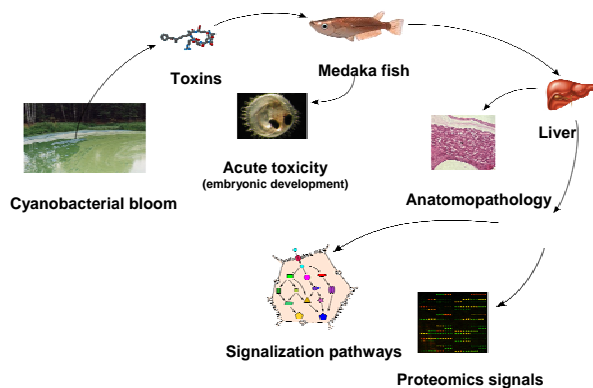 Toxins
Medaka fish
Liver
Acute toxicity
(embryonic development)
Cyanobacterial bloom
Anatomopathology
Signalization pathways
Proteomics signals